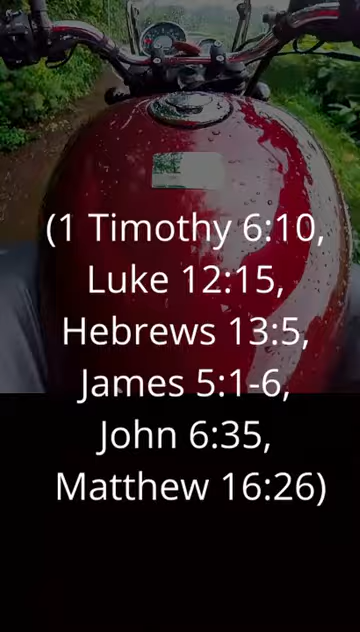 (1 Timothy 6:10,
Luke 12:15,
Hebrews 13:5,
James 5:1-6,
John 6:35,
Matthew 16:26)